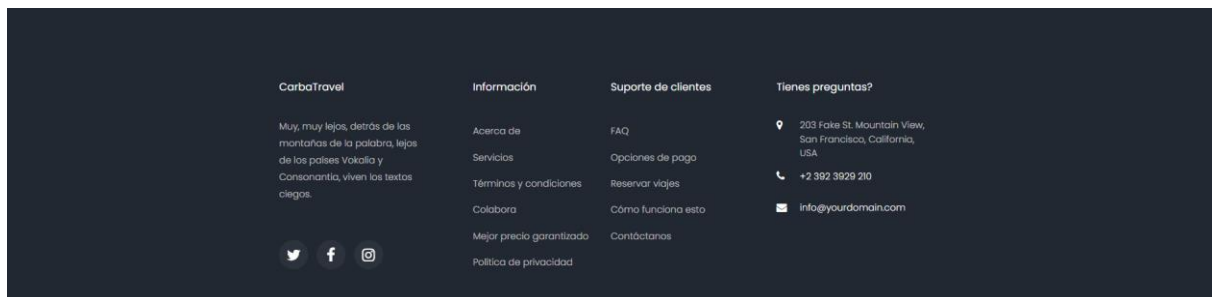 CarbaTravel
Muy, muy lejos, detrás de las
montañas de la palabra, lejos
de los países Vokalia y
Consonantia, viven los textos
ciegos.
Información
Acerca de
Servicios
Términos y condiciones
Colabora
Mejor precio garantizado
Política de privacidad
Suporte de clientes
FAQ
Opciones de pago
Reservar viajes
Cómo funciona esto
Contáctanos
Tienes preguntas?
203 Fake St. Mountain View,
San Francisco, California,
USA
+2 392 3929 210
info@yourdomain.com